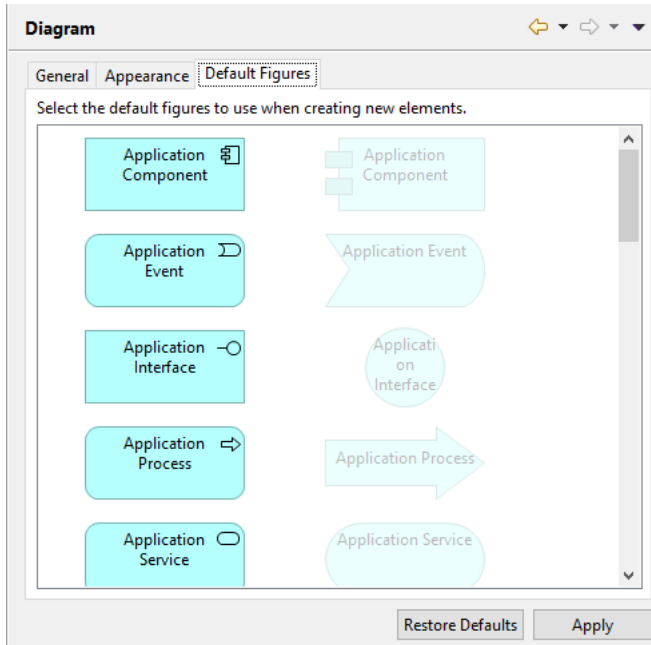 Diagram
General Appearance Default Figures
Select the default figures to use when creating new elements.
Application
Component
Application
Component
Application
Event
Application Event
Application
Interface
Applicati
on
Interface
Application
Process
Application Process
Application
Service
Application Service
Restore Defaults Apply